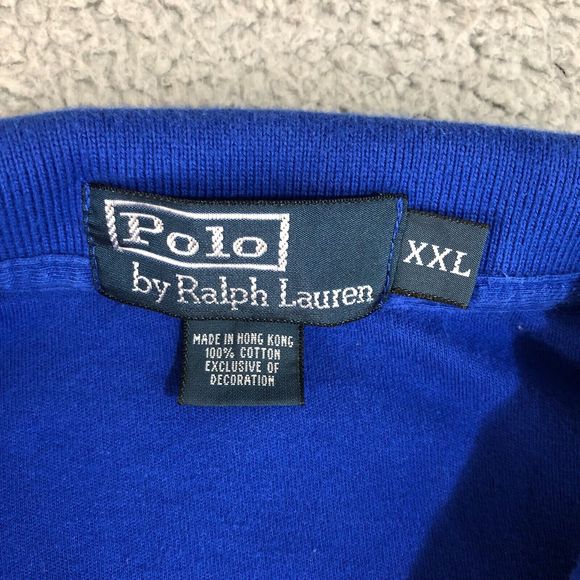 Polo
by Ralph Lauren
XXL
MADE IN HONG KONG
100% COTTON
EXCLUSIVE OF
DECORATION